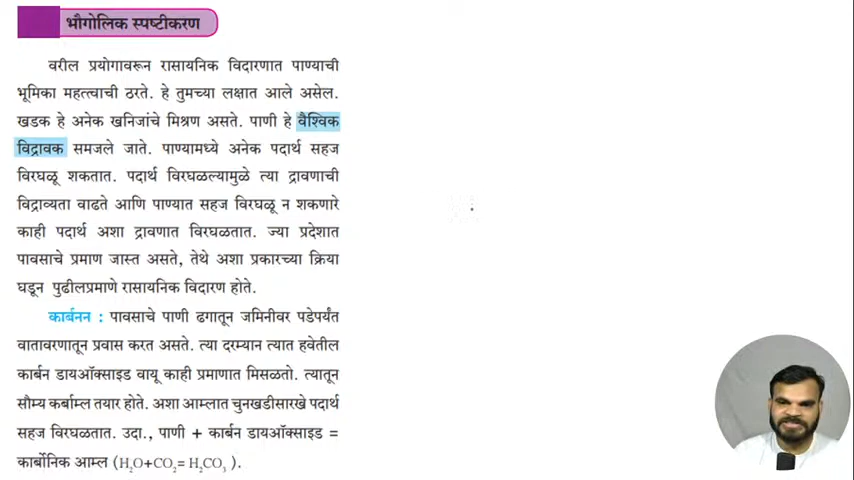 भौगोलिक स्पष्टीकरण
वरील प्रयोगावरून रासायनिक विदारणात पाण्याची
भूमिका महत्त्वाची ठरते. हे तुमच्या लक्षात आले असेल.
खडक हे अनेक खनिजांचे मिश्रण असते. पाणी हे वैश्विक
विद्रावक समजले जाते. पाण्यामध्ये अनेक पदार्थ सहज
विरघळू शकतात. पदार्थ विरघळल्यामुळे त्या द्रावणाची
विद्राव्यता वाढते आणि पाण्यात सहज विरघळू न शकणारे
काही पदार्थ अशा द्रावणात विरघळतात. ज्या प्रदेशात
पावसाचे प्रमाण जास्त असते, तेथे अशा प्रकारच्या क्रिया
घडून पुढीलप्रमाणे रासायनिक विदारण होते.
कार्बनन : पावसाचे पाणी ढगातून जमिनीवर पडेपर्यंत
वातावरणातून प्रवास करत असते. त्या दरम्यान त्यात हवेतील
कार्बन डायऑक्साइड वायू काही प्रमाणात मिसळतो. त्यातून
सौम्य कर्बाम्ल तयार होते. अशा आम्लात चुनखडीसारखे पदार्थ
सहज विरघळतात. उदा., पाणी + कार्बन डायऑक्साइड =
कार्बोनिक आम्ल (H₂O+CO₂= H₂CO₃ ).